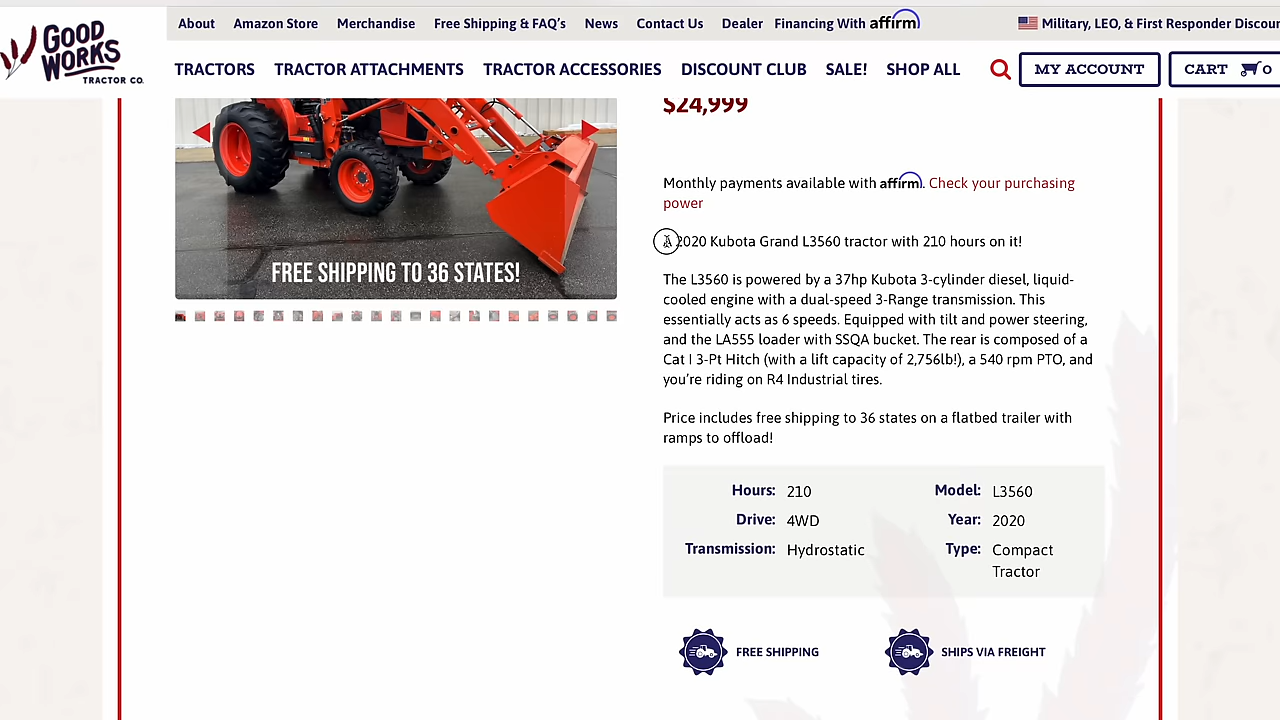 About Amazon Store Merchandise Free Shipping & FAQ's News Contact Us Dealer Financing With affirm Military, LEO, & First Responder Discou
GOOD WORKS TRACTOR CO.
TRACTORS TRACTOR ATTACHMENTS TRACTOR ACCESSORIES DISCOUNT CLUB SALE! SHOP ALL MY ACCOUNT CART 0
$24,999
FREE SHIPPING TO 36 STATES!
Monthly payments available with affirm. Check your purchasing
power
A 2020 Kubota Grand L3560 tractor with 210 hours on it!
The L3560 is powered by a 37hp Kubota 3-cylinder diesel, liquid-
cooled engine with a dual-speed 3-Range transmission. This
essentially acts as 6 speeds. Equipped with tilt and power steering,
and the LA555 loader with SSQA bucket. The rear is composed of a
Cat I 3-Pt Hitch (with a lift capacity of 2,756lb!), a 540 rpm PTO, and
you're riding on R4 Industrial tires.
Price includes free shipping to 36 states on a flatbed trailer with
ramps to offload!
Hours: 210 Model: L3560
Drive: 4WD Year: 2020
Transmission: Hydrostatic Type: Compact
Tractor
FREE SHIPPING SHIPS VIA FREIGHT